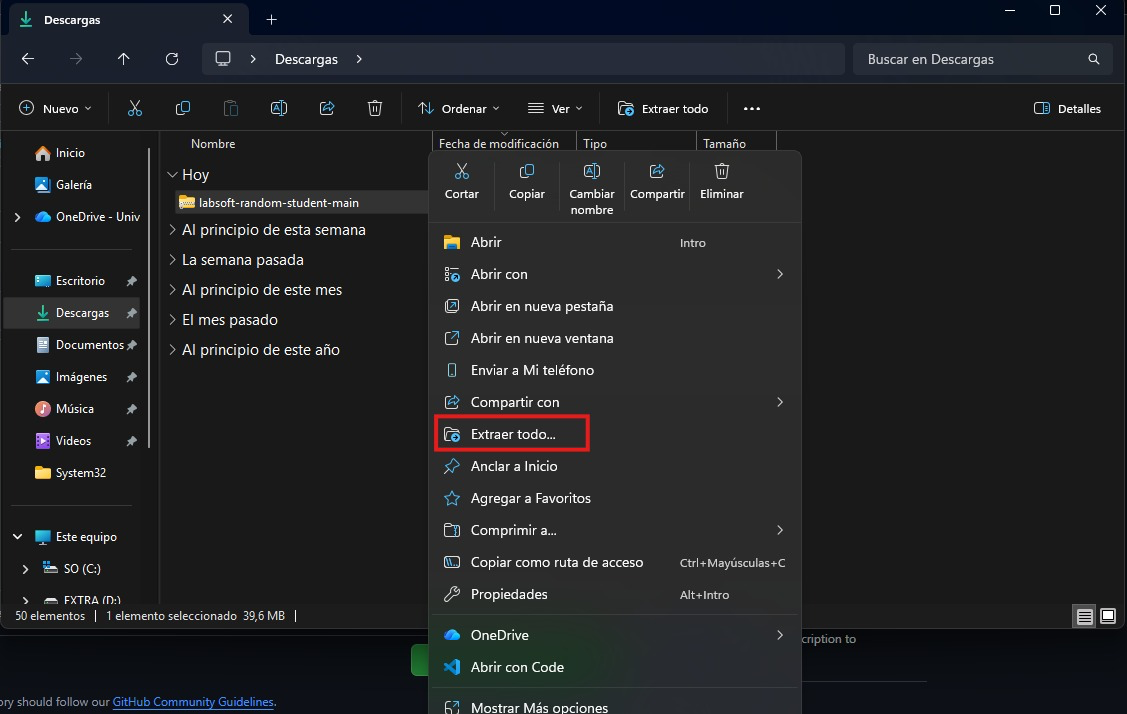 Descargas
Descargas
Buscar en Descargas
Nuevo
Ordenar
Ver
Extraer todo
Detalles
Inicio
Galería
OneDrive - Univ
Escritorio
Descargas
Documentos
Imágenes
Música
Videos
System32
Este equipo
SO (C:)
EXTRA (D:)
Nombre
Fecha de modificación
Tipo
Tamaño
Hoy
labsoft-random-student-main
Al principio de esta semana
La semana pasada
Al principio de este mes
El mes pasado
Al principio de este año
Cortar
Copiar
Cambiar
nombre
Compartir
Eliminar
Abrir Intro
Abrir con
Abrir en nueva pestaña
Abrir en nueva ventana
Enviar a Mi teléfono
Compartir con
Extraer todo...
Anclar a Inicio
Agregar a Favoritos
Comprimir a...
Copiar como ruta de acceso Ctrl+Mayúsculas+C
Propiedades Alt+Intro
OneDrive
Abrir con Code
Mostrar Más opciones
50 elementos 1 elemento seleccionado 39,6 MB
cription to
ory should follow our GitHub Community Guidelines.